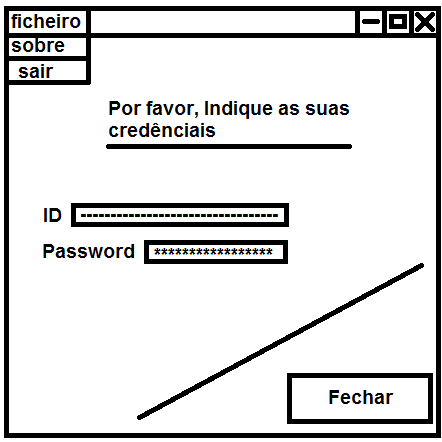 ficheiro
sobre
sair
Por favor, Indique as suas
credênciais
ID ---------------------------------
Password *****************
Fechar